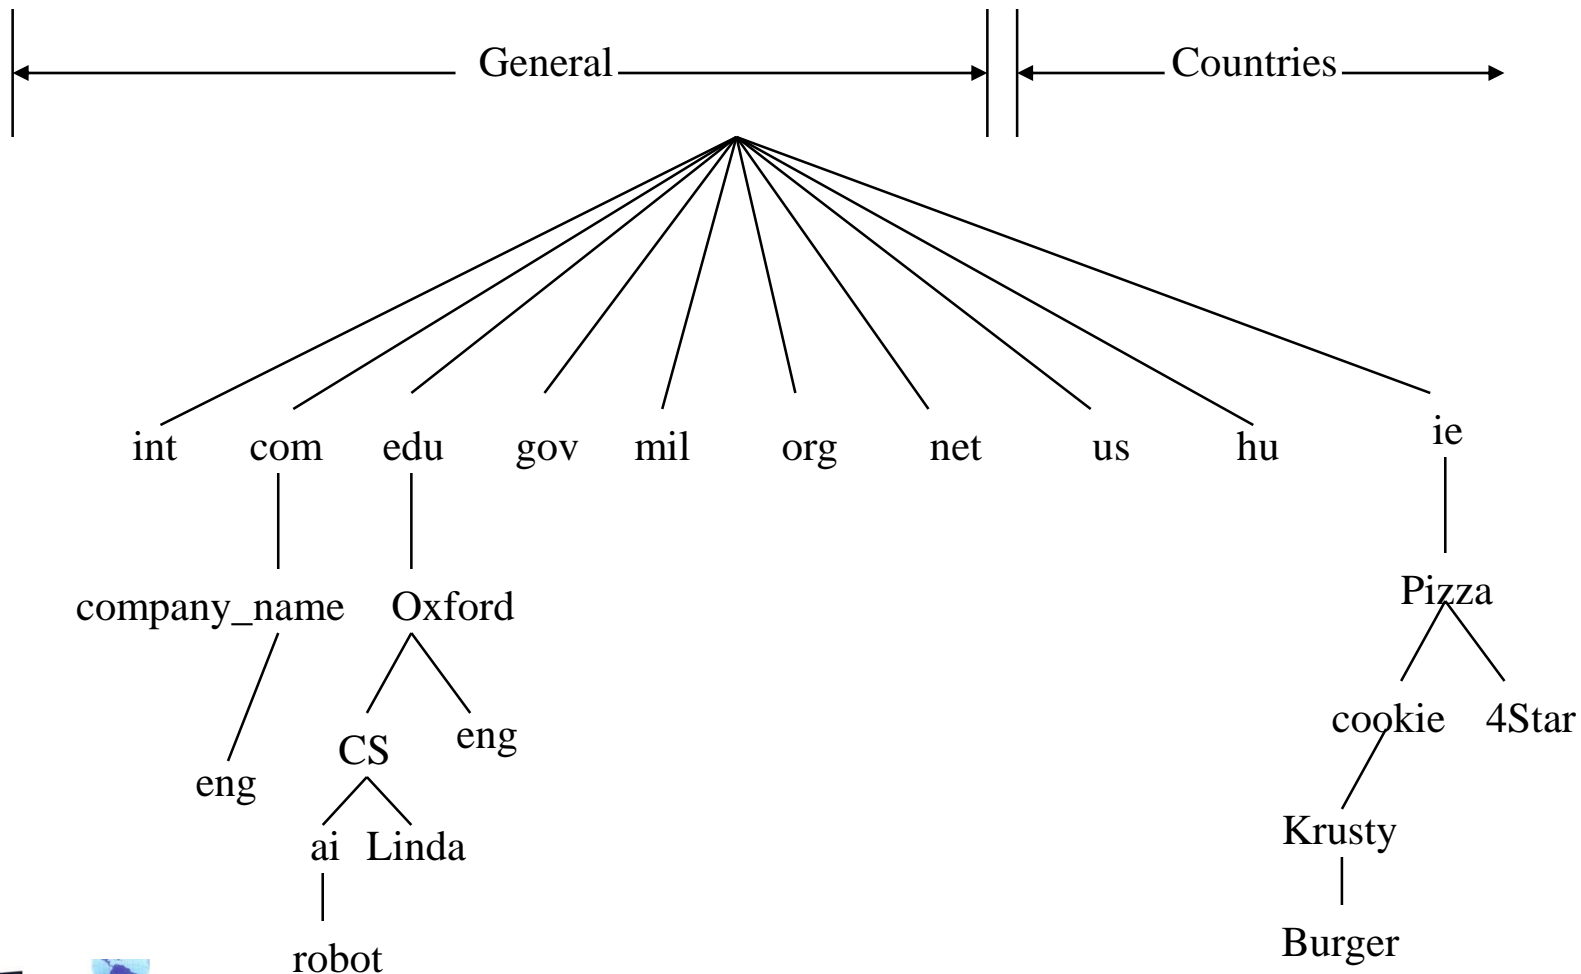 General Countries
int com edu gov mil org net us hu ie
company_name Oxford Pizza
cookie 4Star
CS eng
eng
Krusty
ai Linda
Burger
robot